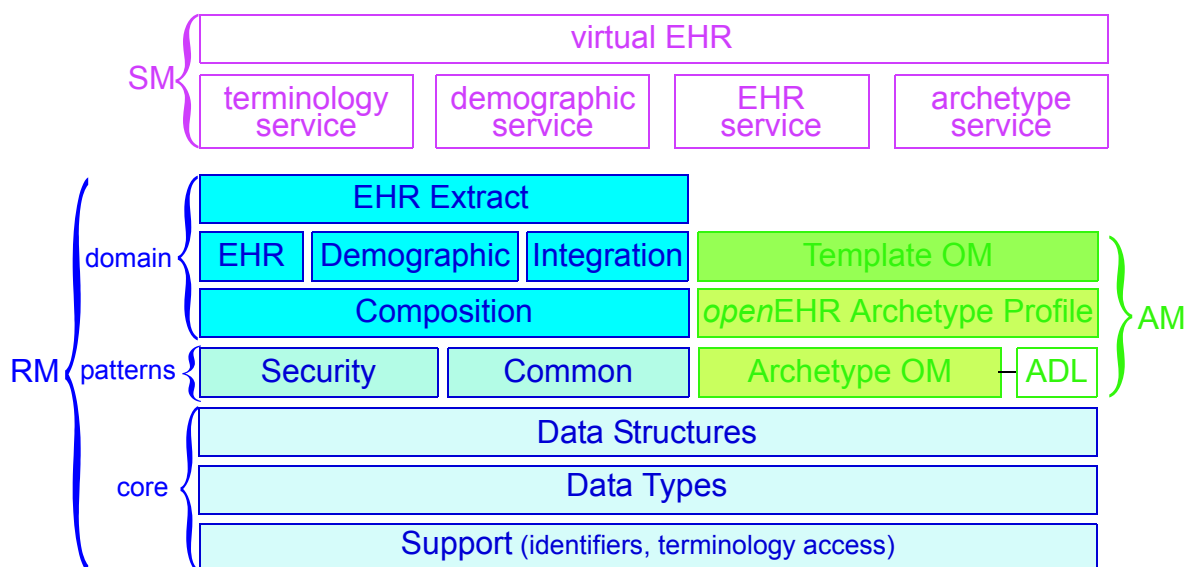 virtual EHR
SM
terminology
service
demographic
service
EHR
service
archetype
service
EHR Extract
domain
EHR
Demographic
Integration
Template OM
Composition
openEHR Archetype Profile
AM
RM
patterns
Security
Common
Archetype OM
ADL
Data Structures
core
Data Types
Support (identifiers, terminology access)